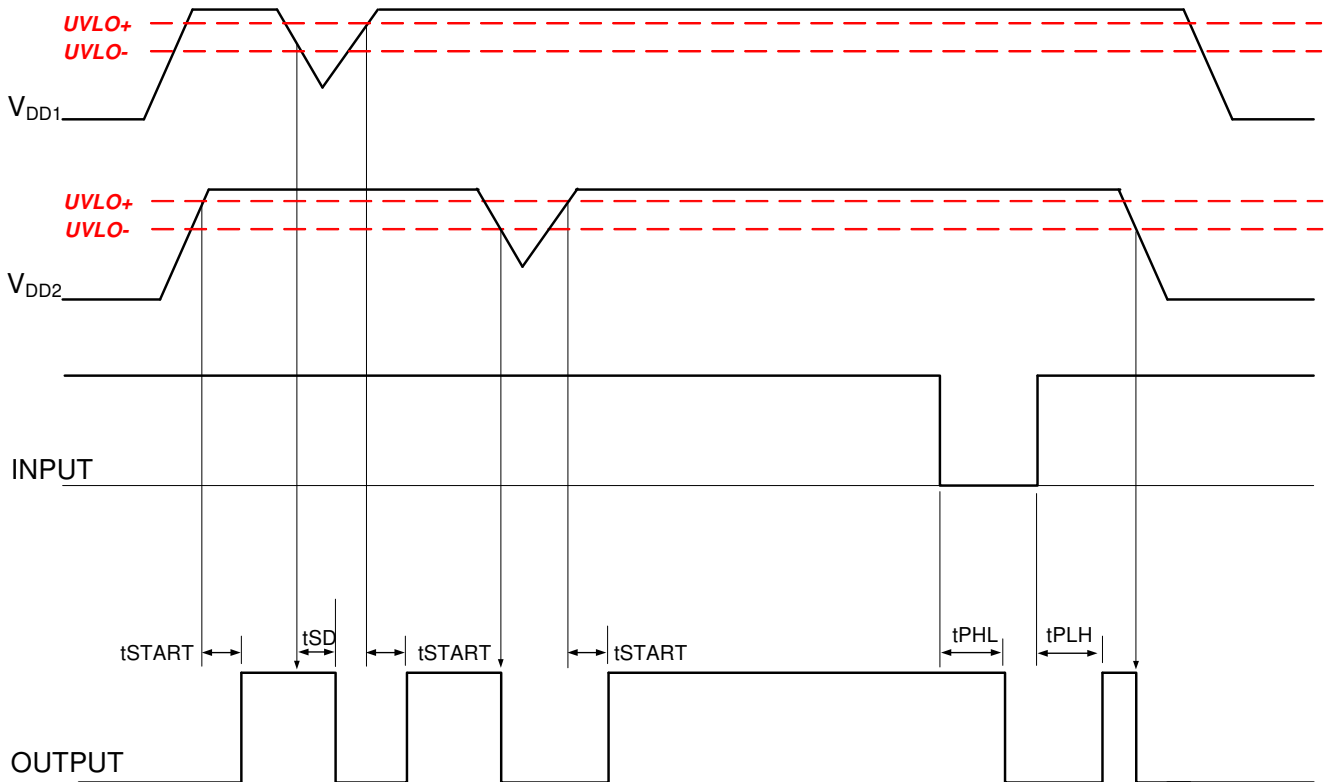 UVLO+
UVLO-
VDD1
UVLO+
UVLO-
VDD2
INPUT
tSTART
tSD
tSTART
tSTART
tPHL
tPLH
OUTPUT